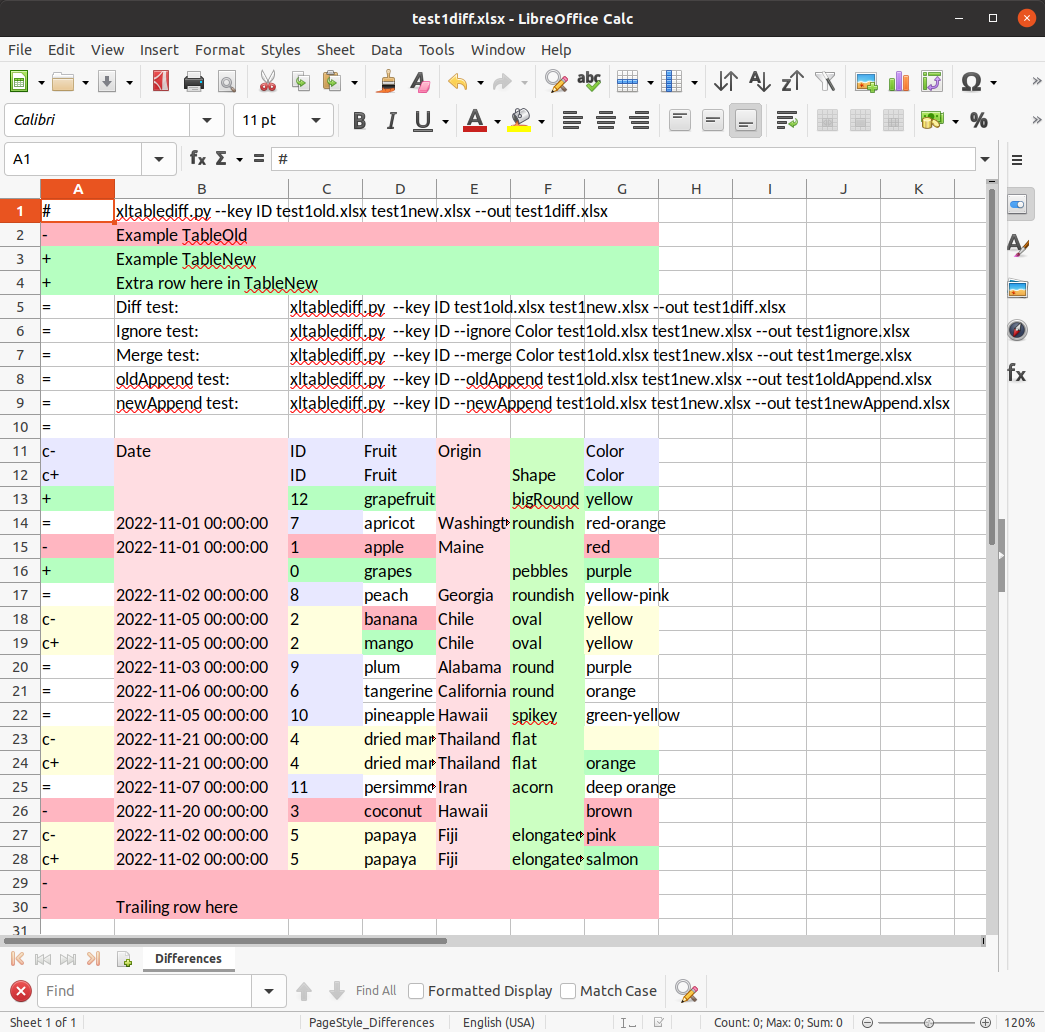 test1diff.xlsx - LibreOffice Calc
File Edit View Insert Format Styles Sheet Data Tools Window Help
abc Ω »
Calibri 11 pt B I U A % »
A1 fx Σ = #
A B C D E F G H I J K
1 # xltablediff.py --key ID test1old.xlsx test1new.xlsx --out test1diff.xlsx
2 - Example TableOld
3 + Example TableNew
4 + Extra row here in TableNew
5 = Diff test: xltablediff.py --key ID test1old.xlsx test1new.xlsx --out test1diff.xlsx
6 = Ignore test: xltablediff.py --key ID --ignore Color test1old.xlsx test1new.xlsx --out test1ignore.xlsx
7 = Merge test: xltablediff.py --key ID --merge Color test1old.xlsx test1new.xlsx --out test1merge.xlsx
8 = oldAppend test: xltablediff.py --key ID --oldAppend test1old.xlsx test1new.xlsx --out test1oldAppend.xlsx
9 = newAppend test: xltablediff.py --key ID --newAppend test1old.xlsx test1new.xlsx --out test1newAppend.xlsx
10 =
11 c- Date ID Fruit Origin Color
12 c+ ID Fruit Shape Color
13 + 12 grapefruit bigRound yellow
14 = 2022-11-01 00:00:00 7 apricot Washingt roundish red-orange
15 - 2022-11-01 00:00:00 1 apple Maine red
16 + 0 grapes pebbles purple
17 = 2022-11-02 00:00:00 8 peach Georgia roundish yellow-pink
18 c- 2022-11-05 00:00:00 2 banana Chile oval yellow
19 c+ 2022-11-05 00:00:00 2 mango Chile oval yellow
20 = 2022-11-03 00:00:00 9 plum Alabama round purple
21 = 2022-11-06 00:00:00 6 tangerine California round orange
22 = 2022-11-05 00:00:00 10 pineapple Hawaii spikey green-yellow
23 c- 2022-11-21 00:00:00 4 dried mar Thailand flat
24 c+ 2022-11-21 00:00:00 4 dried mar Thailand flat orange
25 = 2022-11-07 00:00:00 11 persimmo Iran acorn deep orange
26 - 2022-11-20 00:00:00 3 coconut Hawaii brown
27 c- 2022-11-02 00:00:00 5 papaya Fiji elongated pink
28 c+ 2022-11-02 00:00:00 5 papaya Fiji elongated salmon
29 -
30 - Trailing row here
31
Differences
Find Find All Formatted Display Match Case
Sheet 1 of 1 PageStyle_Differences English (USA) Count: 0; Max: 0; Sum: 0 120%